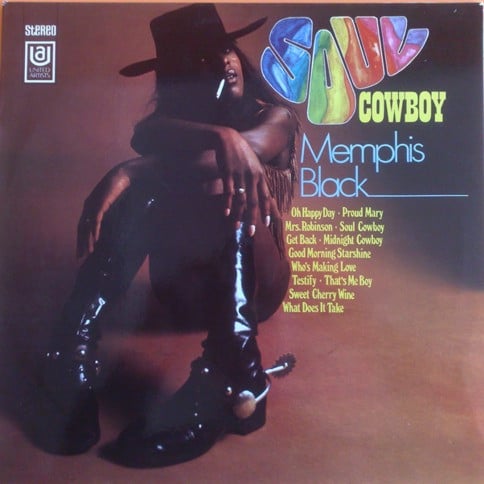 Stereo
UA
UNITED
ARTISTS
SOUL
COWBOY
Memphis
Black
Oh Happy Day · Proud Mary
Mrs. Robinson · Soul Cowboy
Get Back · Midnight Cowboy
Good Morning Starshine
Who's Making Love
Testify · That's Me Boy
Sweet Cherry Wine
What Does It Take